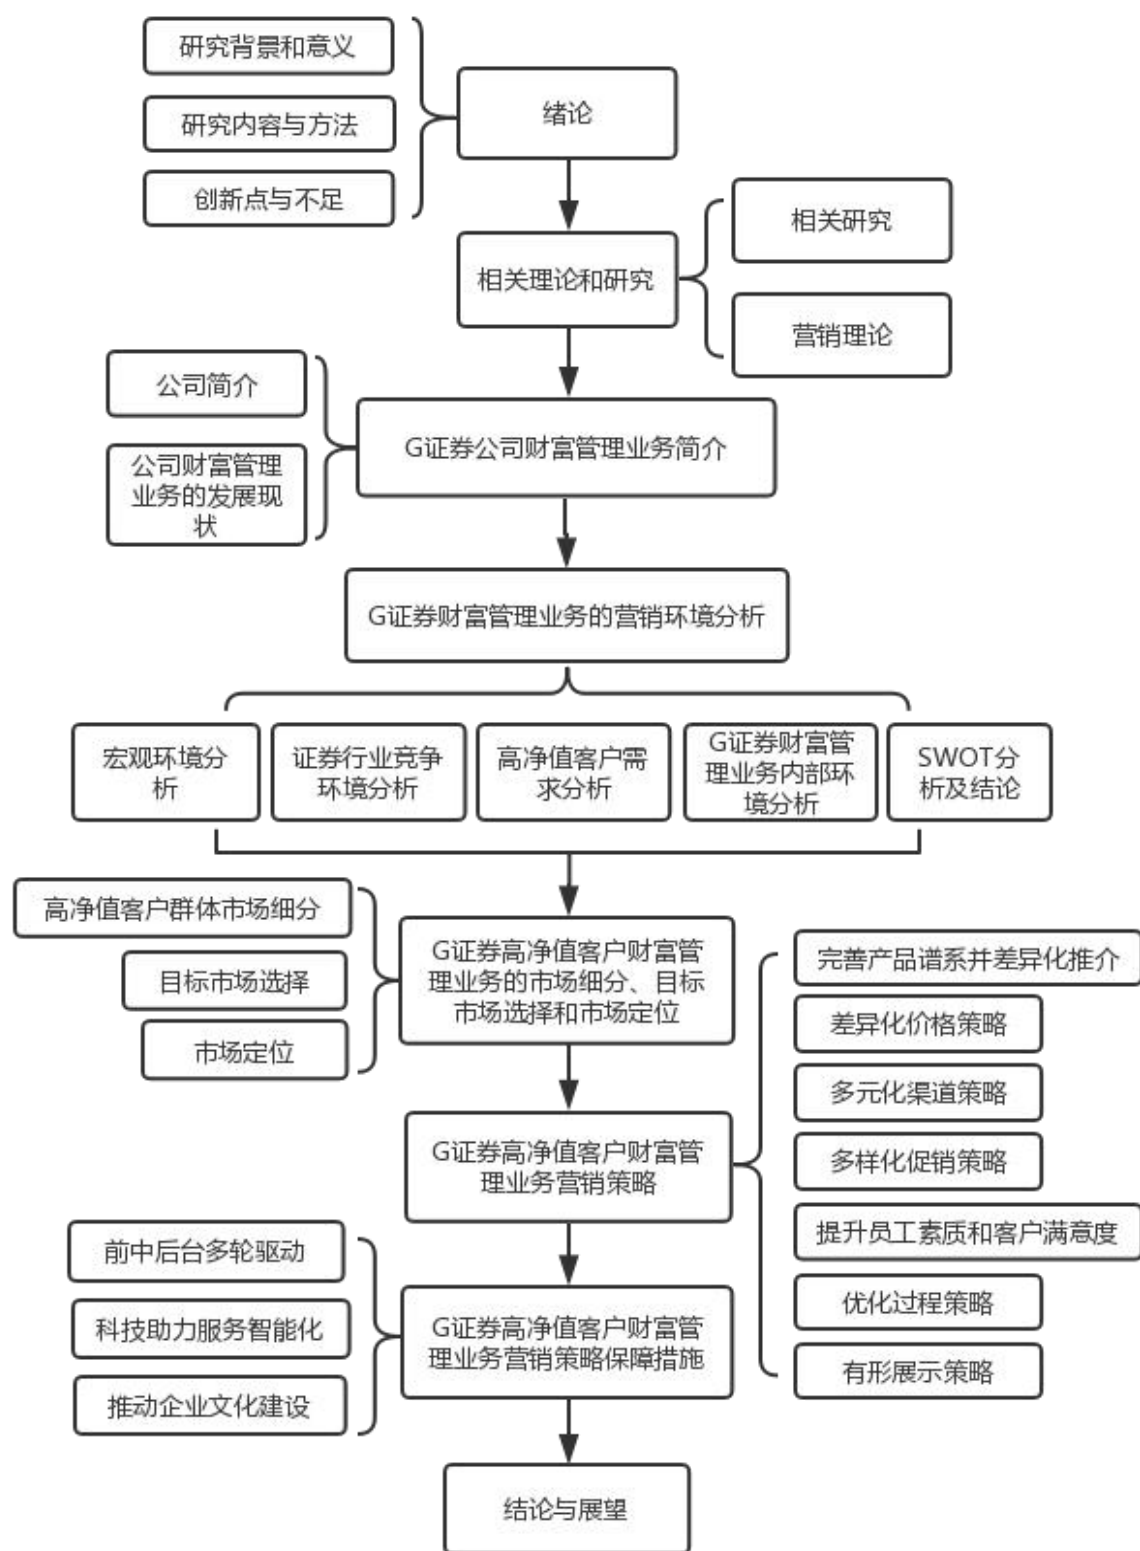 研究背景和意义
研究内容与方法
创新点与不足
绪论
相关理论和研究
相关研究
营销理论
公司简介
公司财富管理
业务的发展现
状
G证券公司财富管理业务简介
G证券财富管理业务的营销环境分析
宏观环境分
析
证券行业竞争
环境分析
高净值客户需
求分析
G证券财富管
理业务内部环
境分析
SWOT分
析及结论
高净值客户群体市场细分
目标市场选择
市场定位
G证券高净值客户财富管
理业务的市场细分、目标
市场选择和市场定位
G证券高净值客户财富管
理业务营销策略
完善产品谱系并差异化推介
差异化价格策略
多元化渠道策略
多样化促销策略
提升员工素质和客户满意度
优化过程策略
有形展示策略
前中后台多轮驱动
科技助力服务智能化
推动企业文化建设
G证券高净值客户财富管
理业务营销策略保障措施
结论与展望